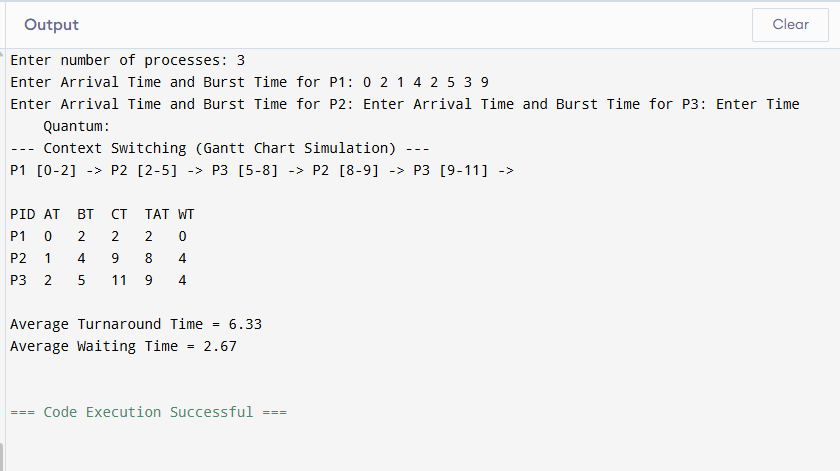 Output
Clear
Enter number of processes: 3
Enter Arrival Time and Burst Time for P1: 0 2 1 4 2 5 3 9
Enter Arrival Time and Burst Time for P2: Enter Arrival Time and Burst Time for P3: Enter Time
Quantum:
--- Context Switching (Gantt Chart Simulation) ---
P1 [0-2] -> P2 [2-5] -> P3 [5-8] -> P2 [8-9] -> P3 [9-11] ->
PID AT BT CT TAT WT
P1 0 2 2 2 0
P2 1 4 9 8 4
P3 2 5 11 9 4
Average Turnaround Time = 6.33
Average Waiting Time = 2.67
=== Code Execution Successful ===